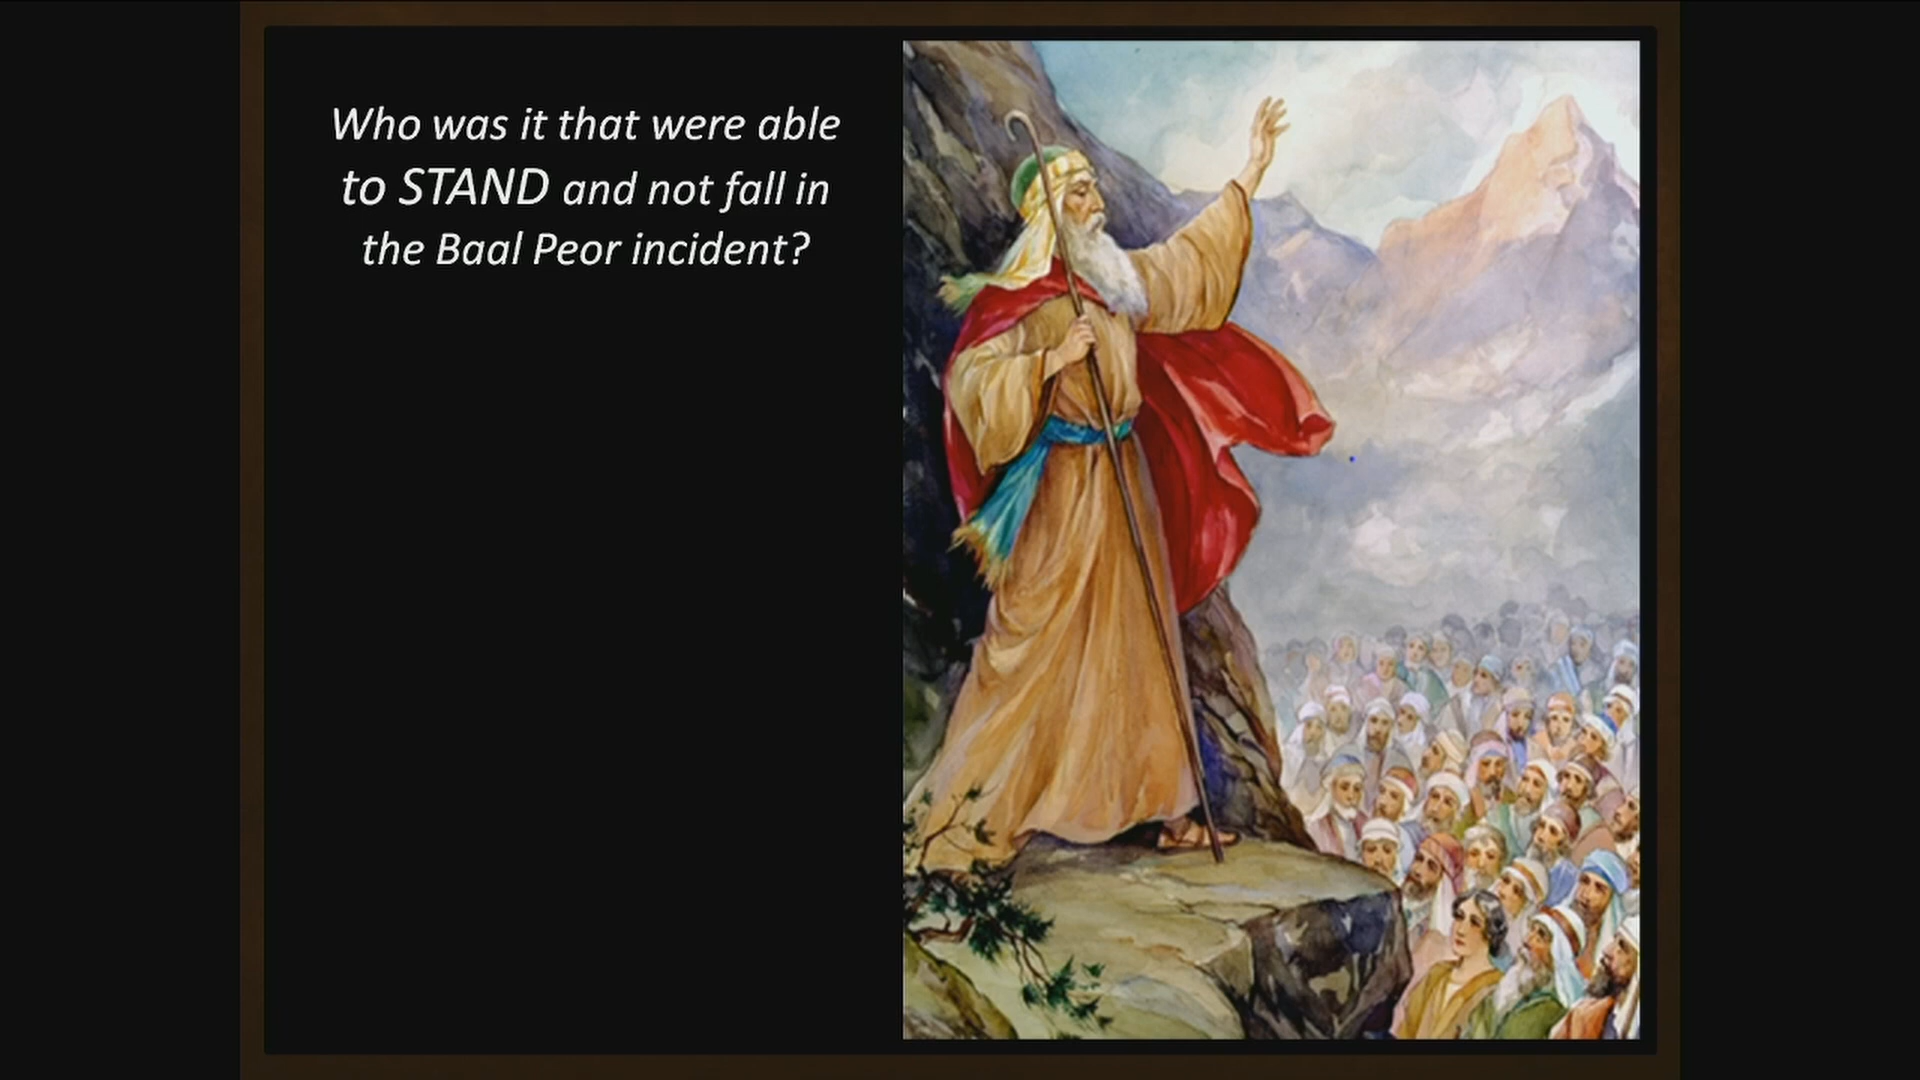 Who was it that were able
to STAND and not fall in
the Baal Peor incident?